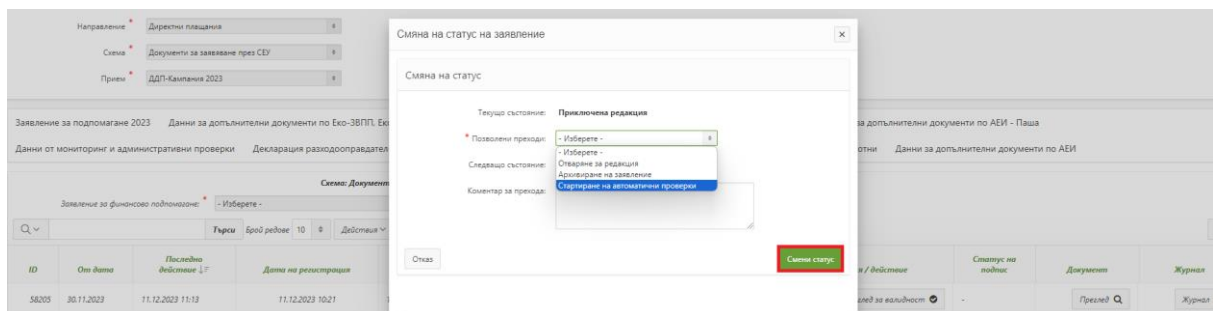 Направление * Директни плащания
Схема * Документи за заявяване през СЕУ
Прием * ДДП-Кампания 2023
Смяна на статус на заявление
Смяна на статус
Текущо състояние: Приключена редакция
* Позволени преходи: - Изберете -
- Изберете -
Отваряне за редакция
Архивиране на заявление
Стартиране на автоматични проверки
Следващо състояние:
Коментар за прехода:
Отказ Смени статус
Заявление за подпомагане 2023 Данни за допълнителни документи по Еко-ЗВПП, за допълнителни документи по АЕИ - Паша
Данни от мониторинг и административни проверки Декларация Данни за допълнителни документи по АЕИ
Схема:
Заявление за финансово подпомагане: * - Изберете -
Търси Брой редове 10 Действия
ID От дата Последно действие Дата на регистрация / действие Статус на подпис Документ Журнал
58205 30.11.2023 11.12.2023 11:13 11.12.2023 10:21 за валидност - Преглед Журнал